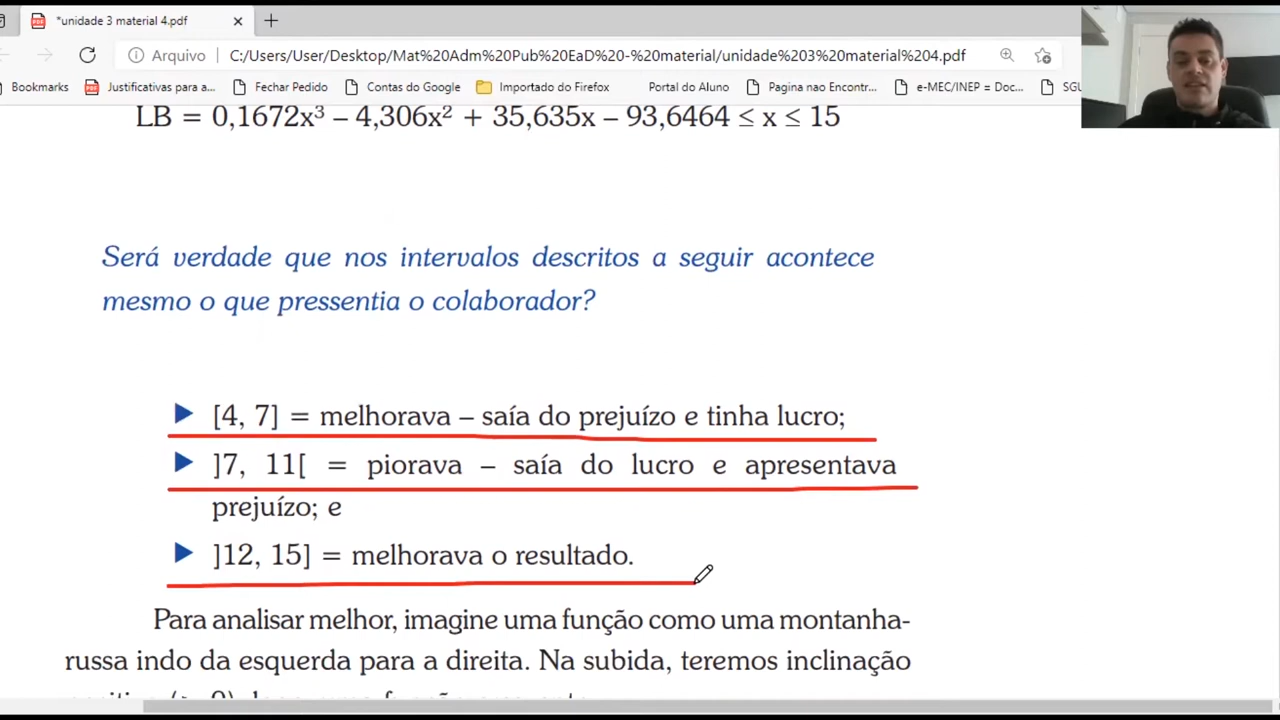 *unidade 3 material 4.pdf
Arquivo C:/Users/User/Desktop/Mat%20Adm%20Pub%20EaD%20-%20material/unidade%203%20material%204.pdf
Bookmarks Justificativas para a... Fechar Pedido Contas do Google Importado do Firefox Portal do Aluno Pagina nao Encontr... e-MEC/INEP = Doc... SGU
LB = 0,1672x³ – 4,306x² + 35,635x – 93,6464 ≤ x ≤ 15
Será verdade que nos intervalos descritos a seguir acontece
mesmo o que pressentia o colaborador?
[4, 7] = melhorava – saía do prejuízo e tinha lucro;
]7, 11[ = piorava – saía do lucro e apresentava
prejuízo; e
]12, 15] = melhorava o resultado.
Para analisar melhor, imagine uma função como uma montanha-
russa indo da esquerda para a direita. Na subida, teremos inclinação